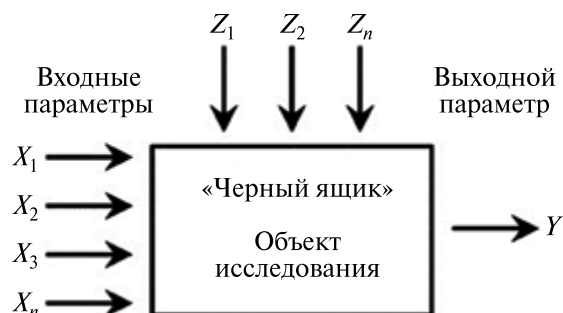 Z1 Z2 Zn
Входные
параметры
Выходной
параметр
X1
X2
X3
Xn
«Черный ящик»
Объект
исследования
Y